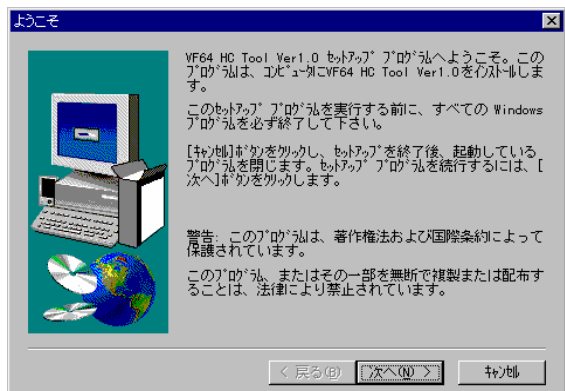 ようこそ
VF64 HC Tool Ver1.0 ｾｯﾄｱｯﾌﾟ ﾌﾟﾛｸﾞﾗﾑへようこそ。この
ﾌﾟﾛｸﾞﾗﾑは、ｺﾝﾋﾟｭｰﾀにVF64 HC Tool Ver1.0をｲﾝｽﾄｰﾙしま
す。
このｾｯﾄｱｯﾌﾟ ﾌﾟﾛｸﾞﾗﾑを実行する前に、すべての Windows
ﾌﾟﾛｸﾞﾗﾑを必ず終了して下さい。
[ｷｬﾝｾﾙ]ﾎﾞﾀﾝをｸﾘｯｸし、ｾｯﾄｱｯﾌﾟを終了後、起動している
ﾌﾟﾛｸﾞﾗﾑを閉じます。ｾｯﾄｱｯﾌﾟ ﾌﾟﾛｸﾞﾗﾑを続行するには、[
次へ]ﾎﾞﾀﾝをｸﾘｯｸします。
警告: このﾌﾟﾛｸﾞﾗﾑは、著作権法および国際条約によって
保護されています。
このﾌﾟﾛｸﾞﾗﾑ、またはその一部を無断で複製または配布す
ることは、法律により禁止されています。
< 戻る(B) 次へ(N) > ｷｬﾝｾﾙ